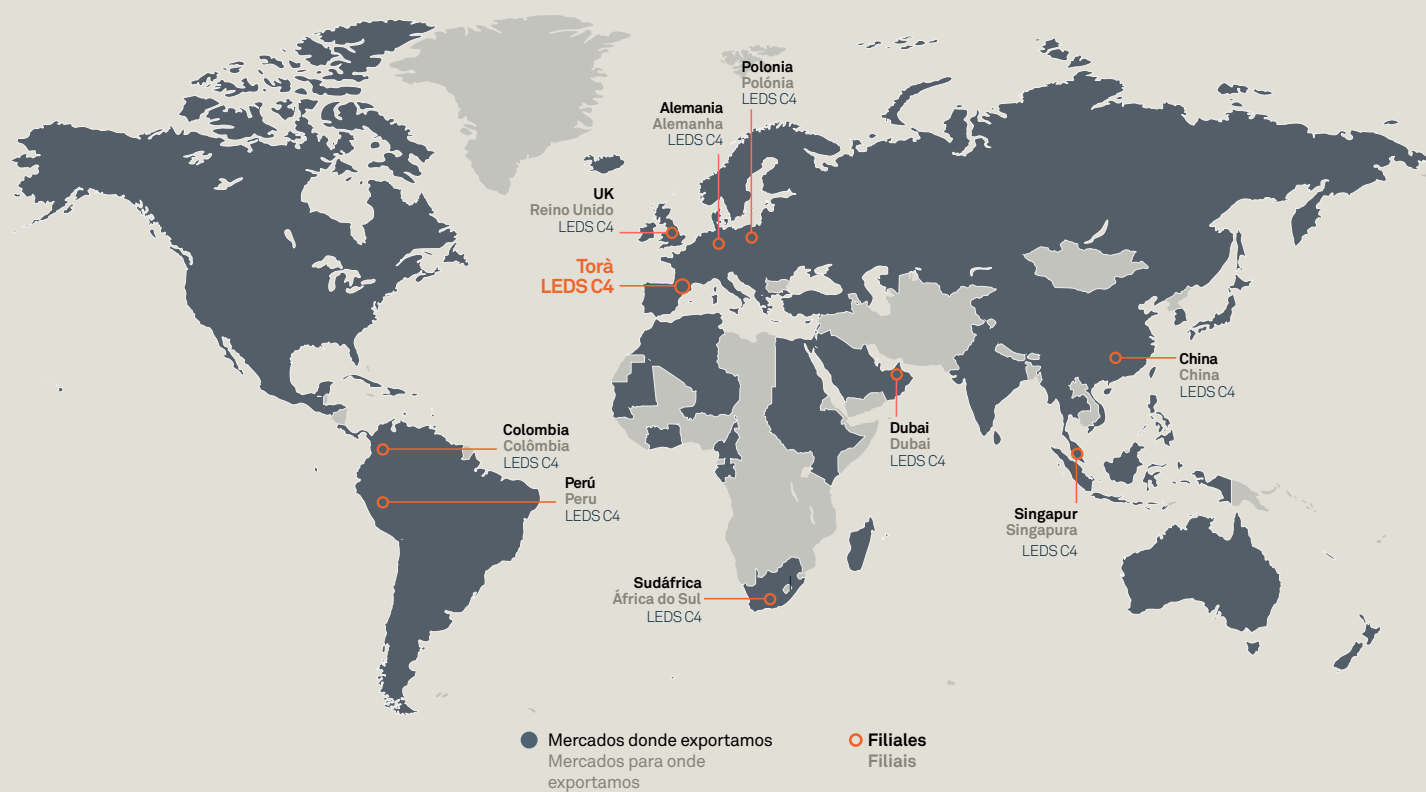 Polonia
Polónia
LEDS C4
Alemania
Alemanha
LEDS C4
UK
Reino Unido
LEDS C4
Torà
LEDS C4
China
China
LEDS C4
Colombia
Colômbia
LEDS C4
Dubai
Dubai
LEDS C4
Perú
Peru
LEDS C4
Singapur
Singapura
LEDS C4
Sudáfrica
África do Sul
LEDS C4
Mercados donde exportamos
Mercados para onde
exportamos
Filiales
Filiais